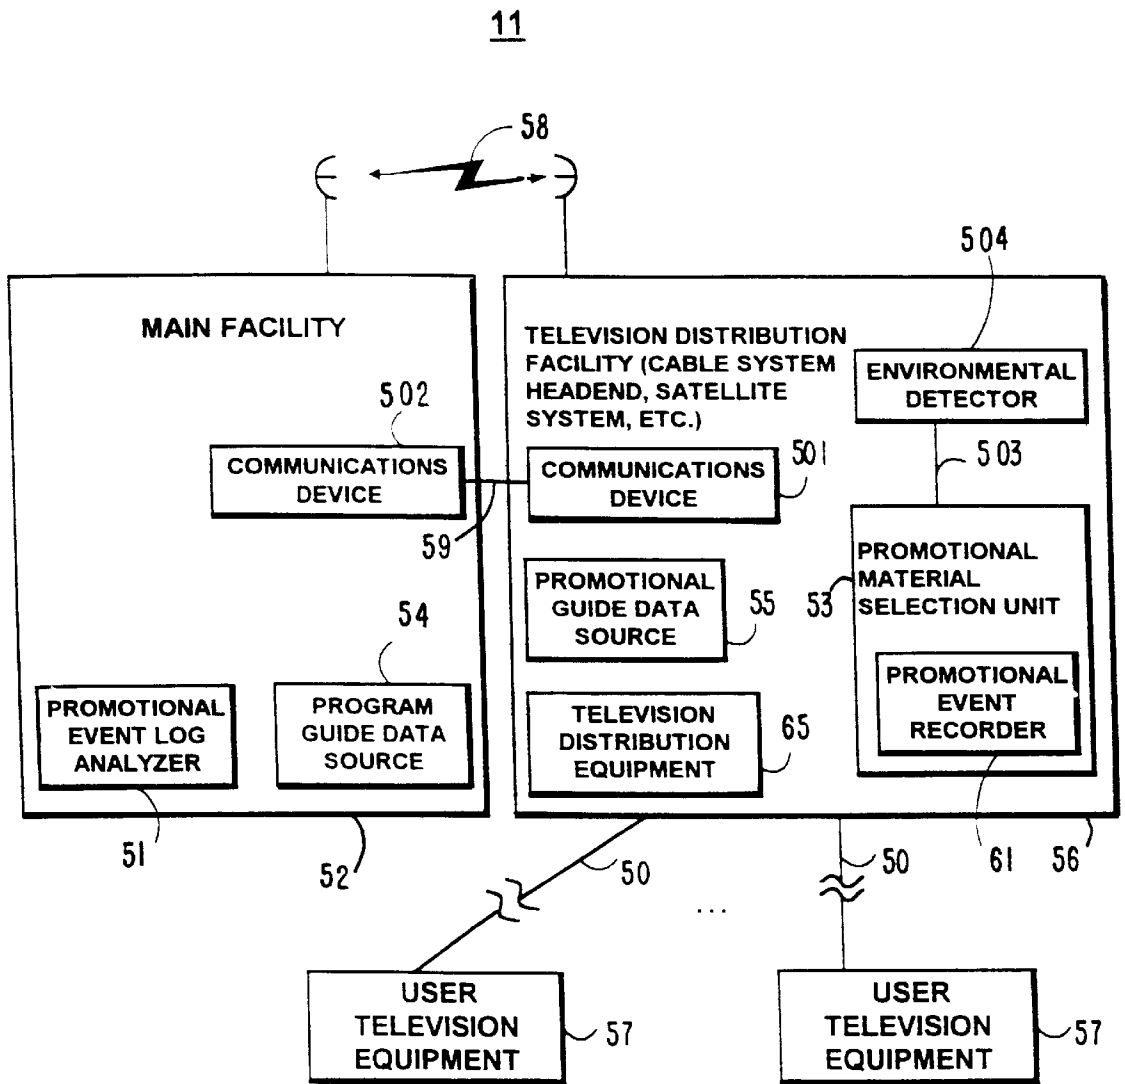 11
58
504
MAIN FACILITY
TELEVISION DISTRIBUTION
FACILITY (CABLE SYSTEM
HEADEND, SATELLITE
SYSTEM, ETC.)
ENVIRONMENTAL
DETECTOR
502
COMMUNICATIONS
DEVICE
59
COMMUNICATIONS
DEVICE
501
503
PROMOTIONAL
MATERIAL
SELECTION UNIT
53
PROMOTIONAL
GUIDE DATA
SOURCE
55
54
PROMOTIONAL
EVENT LOG
ANALYZER
PROGRAM
GUIDE DATA
SOURCE
TELEVISION
DISTRIBUTION
EQUIPMENT
65
PROMOTIONAL
EVENT
RECORDER
51
52
50
50
61
56
...
USER
TELEVISION
EQUIPMENT
57
USER
TELEVISION
EQUIPMENT
57